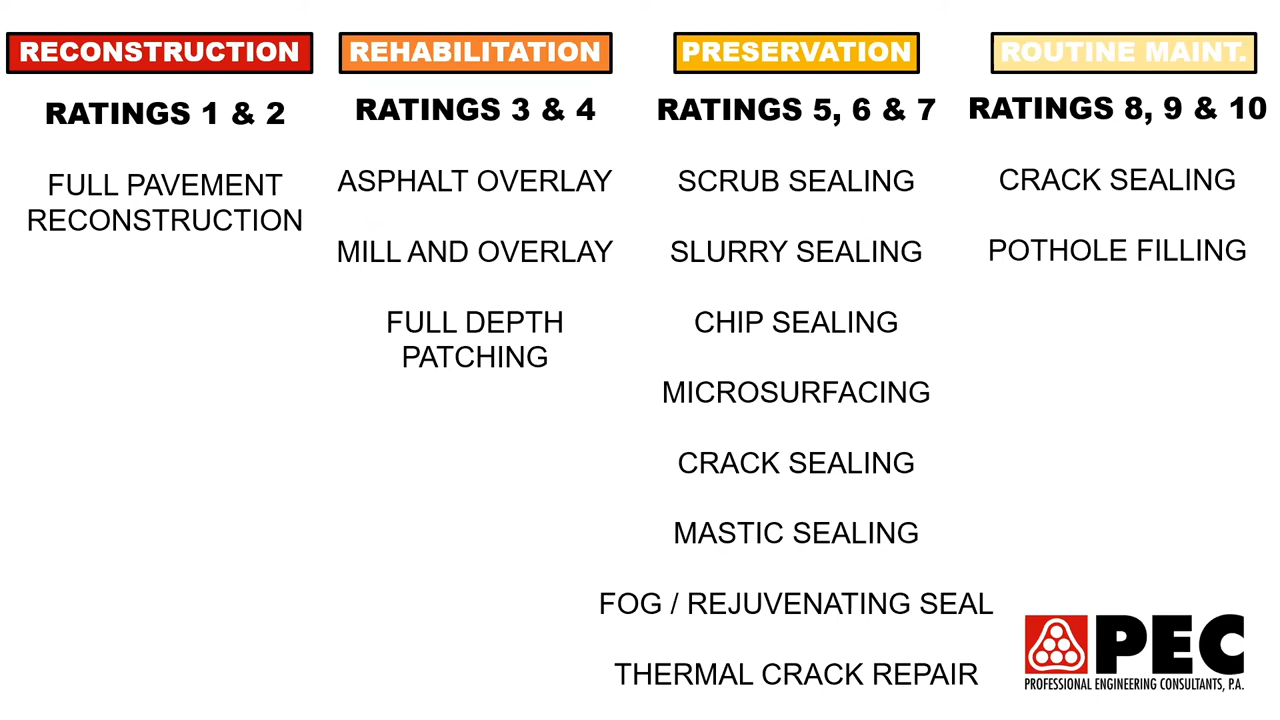 RECONSTRUCTION
RATINGS 1 & 2
FULL PAVEMENT
RECONSTRUCTION
REHABILITATION
RATINGS 3 & 4
ASPHALT OVERLAY
MILL AND OVERLAY
FULL DEPTH
PATCHING
PRESERVATION
RATINGS 5, 6 & 7
SCRUB SEALING
SLURRY SEALING
CHIP SEALING
MICROSURFACING
CRACK SEALING
MASTIC SEALING
FOG / REJUVENATING SEAL
THERMAL CRACK REPAIR
ROUTINE MAINT.
RATINGS 8, 9 & 10
CRACK SEALING
POTHOLE FILLING
PEC
PROFESSIONAL ENGINEERING CONSULTANTS, P.A.